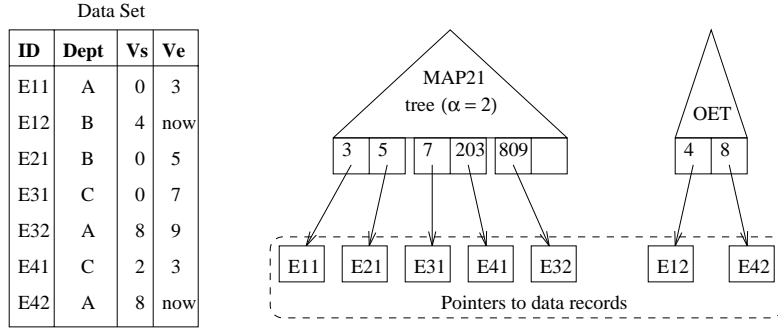 Data Set
ID Dept Vs Ve
E11 A 0 3
E12 B 4 now
E21 B 0 5
E31 C 0 7
E32 A 8 9
E41 C 2 3
E42 A 8 now
MAP21
tree (α = 2)
3 5 7 203 809
OET
4 8
E11 E21 E31 E41 E32 E12 E42
Pointers to data records